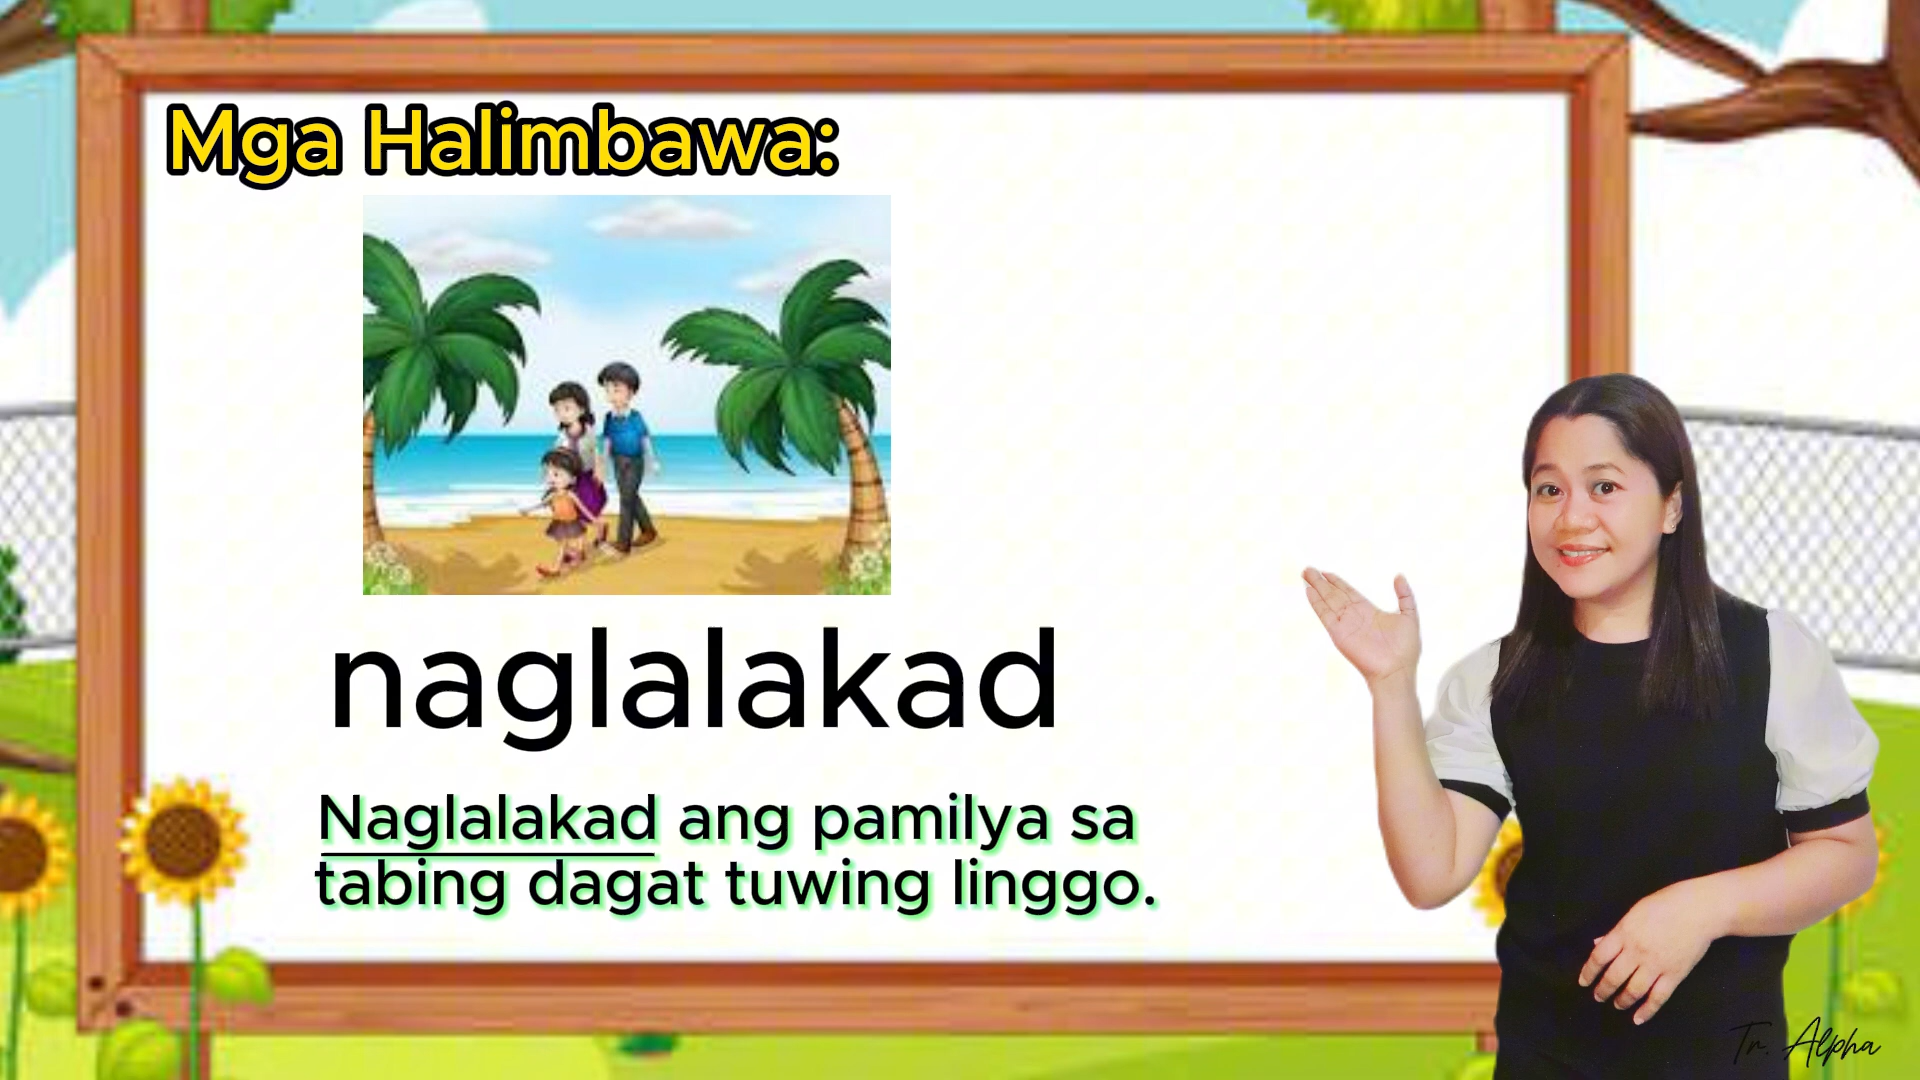 Mga Halimbawa:
naglalakad
Naglalakad ang pamilya sa
tabing dagat tuwing linggo.
Tr. Alpha